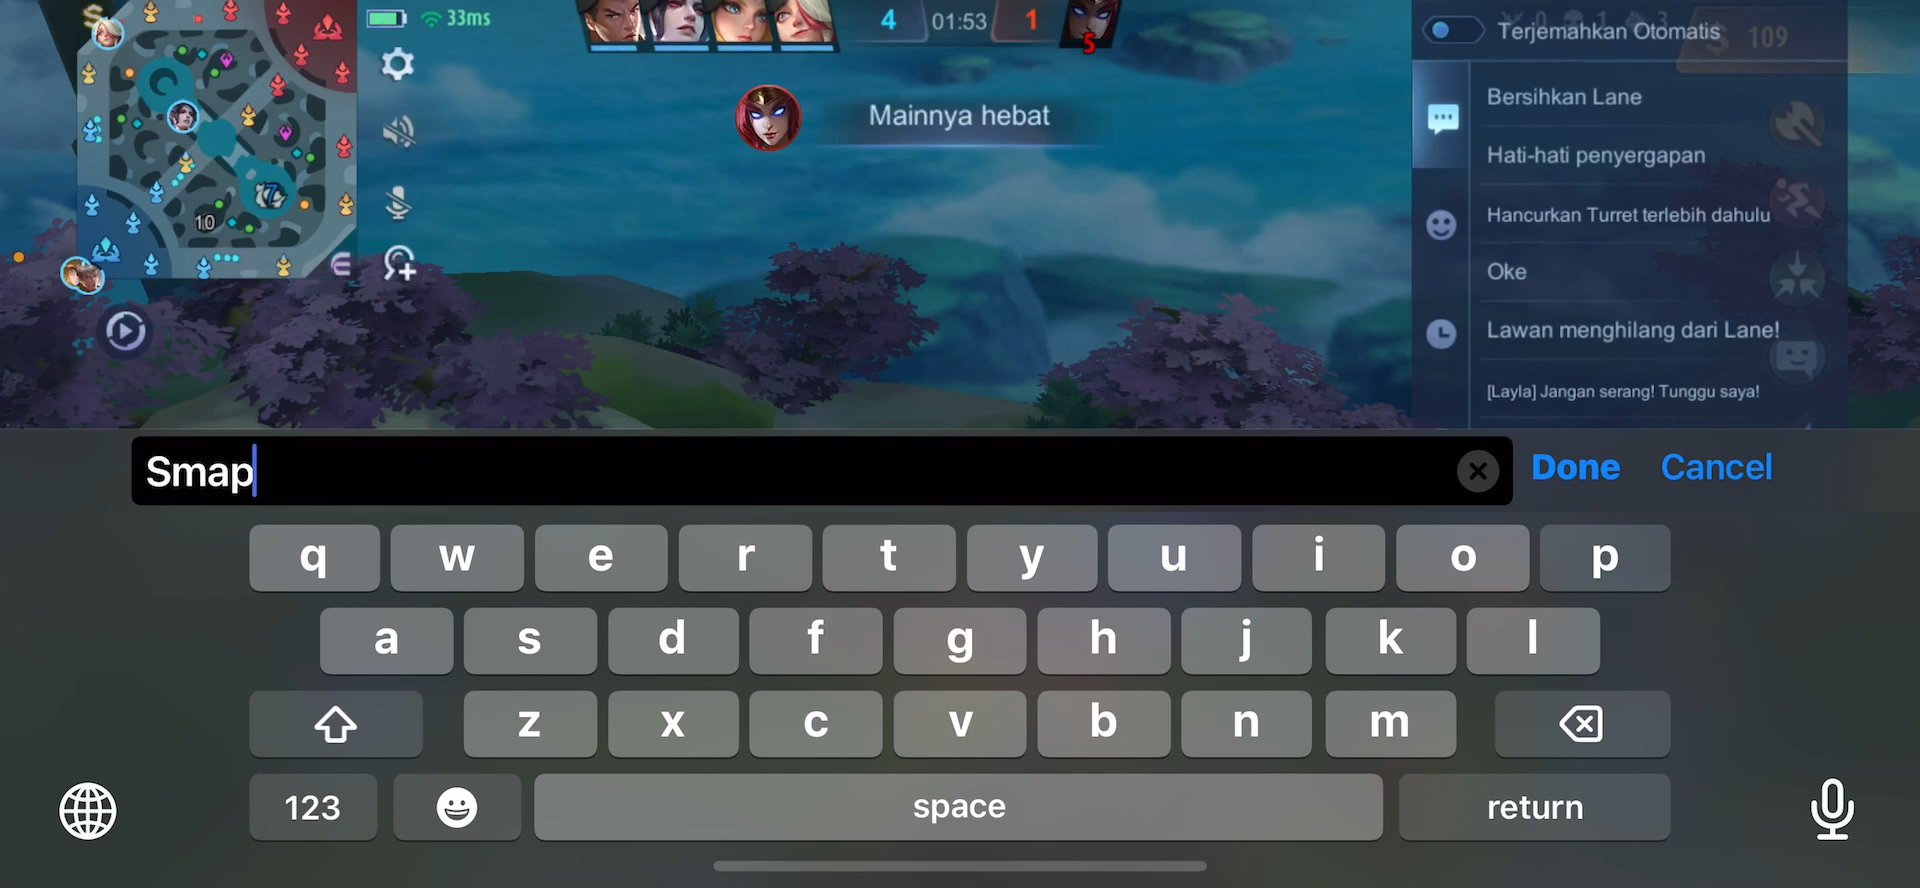 33ms
4 01:53 1
5
Terjemahkan Otomatis
109
Mainnya hebat
Bersihkan Lane
Hati-hati penyergapan
Hancurkan Turret terlebih dahulu
Oke
Lawan menghilang dari Lane!
[Layla] Jangan serang! Tunggu saya!
10
Smap
Done Cancel
q w e r t y u i o p
a s d f g h j k l
z x c v b n m
123 space return